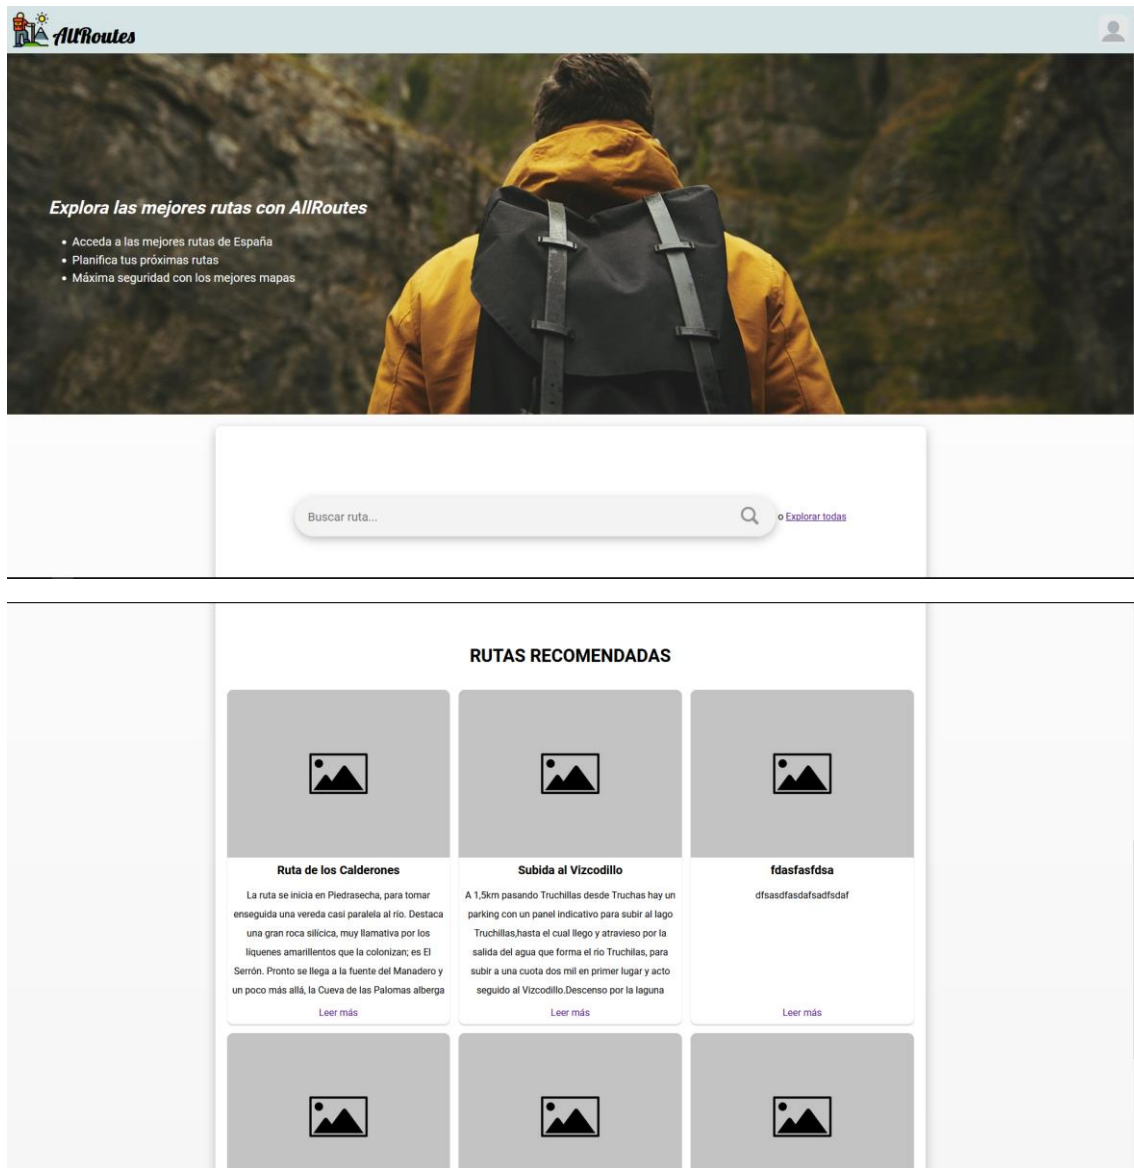 AllRoutes
Explora las mejores rutas con AllRoutes
• Acceda a las mejores rutas de España
• Planifica tus próximas rutas
• Máxima seguridad con los mejores mapas
Buscar ruta...
o Explorar todas
RUTAS RECOMENDADAS
Ruta de los Calderones
La ruta se inicia en Piedrasecha, para tomar
enseguida una vereda casi paralela al río. Destaca
una gran roca silícica, muy llamativa por los
líquenes amarillentos que la colonizan; es El
Serrón. Pronto se llega a la fuente del Manadero y
un poco más allá, la Cueva de las Palomas alberga
Leer más
Subida al Vizcodillo
A 1,5km pasando Truchillas desde Truchas hay un
parking con un panel indicativo para subir al lago
Truchillas,hasta el cual llego y atravieso por la
salida del agua que forma el rio Truchilas, para
subir a una cuota dos mil en primer lugar y acto
seguido al Vizcodillo.Descenso por la laguna
Leer más
fdasfasfdsa
dfsasdfasdafsadfsdaf
Leer más